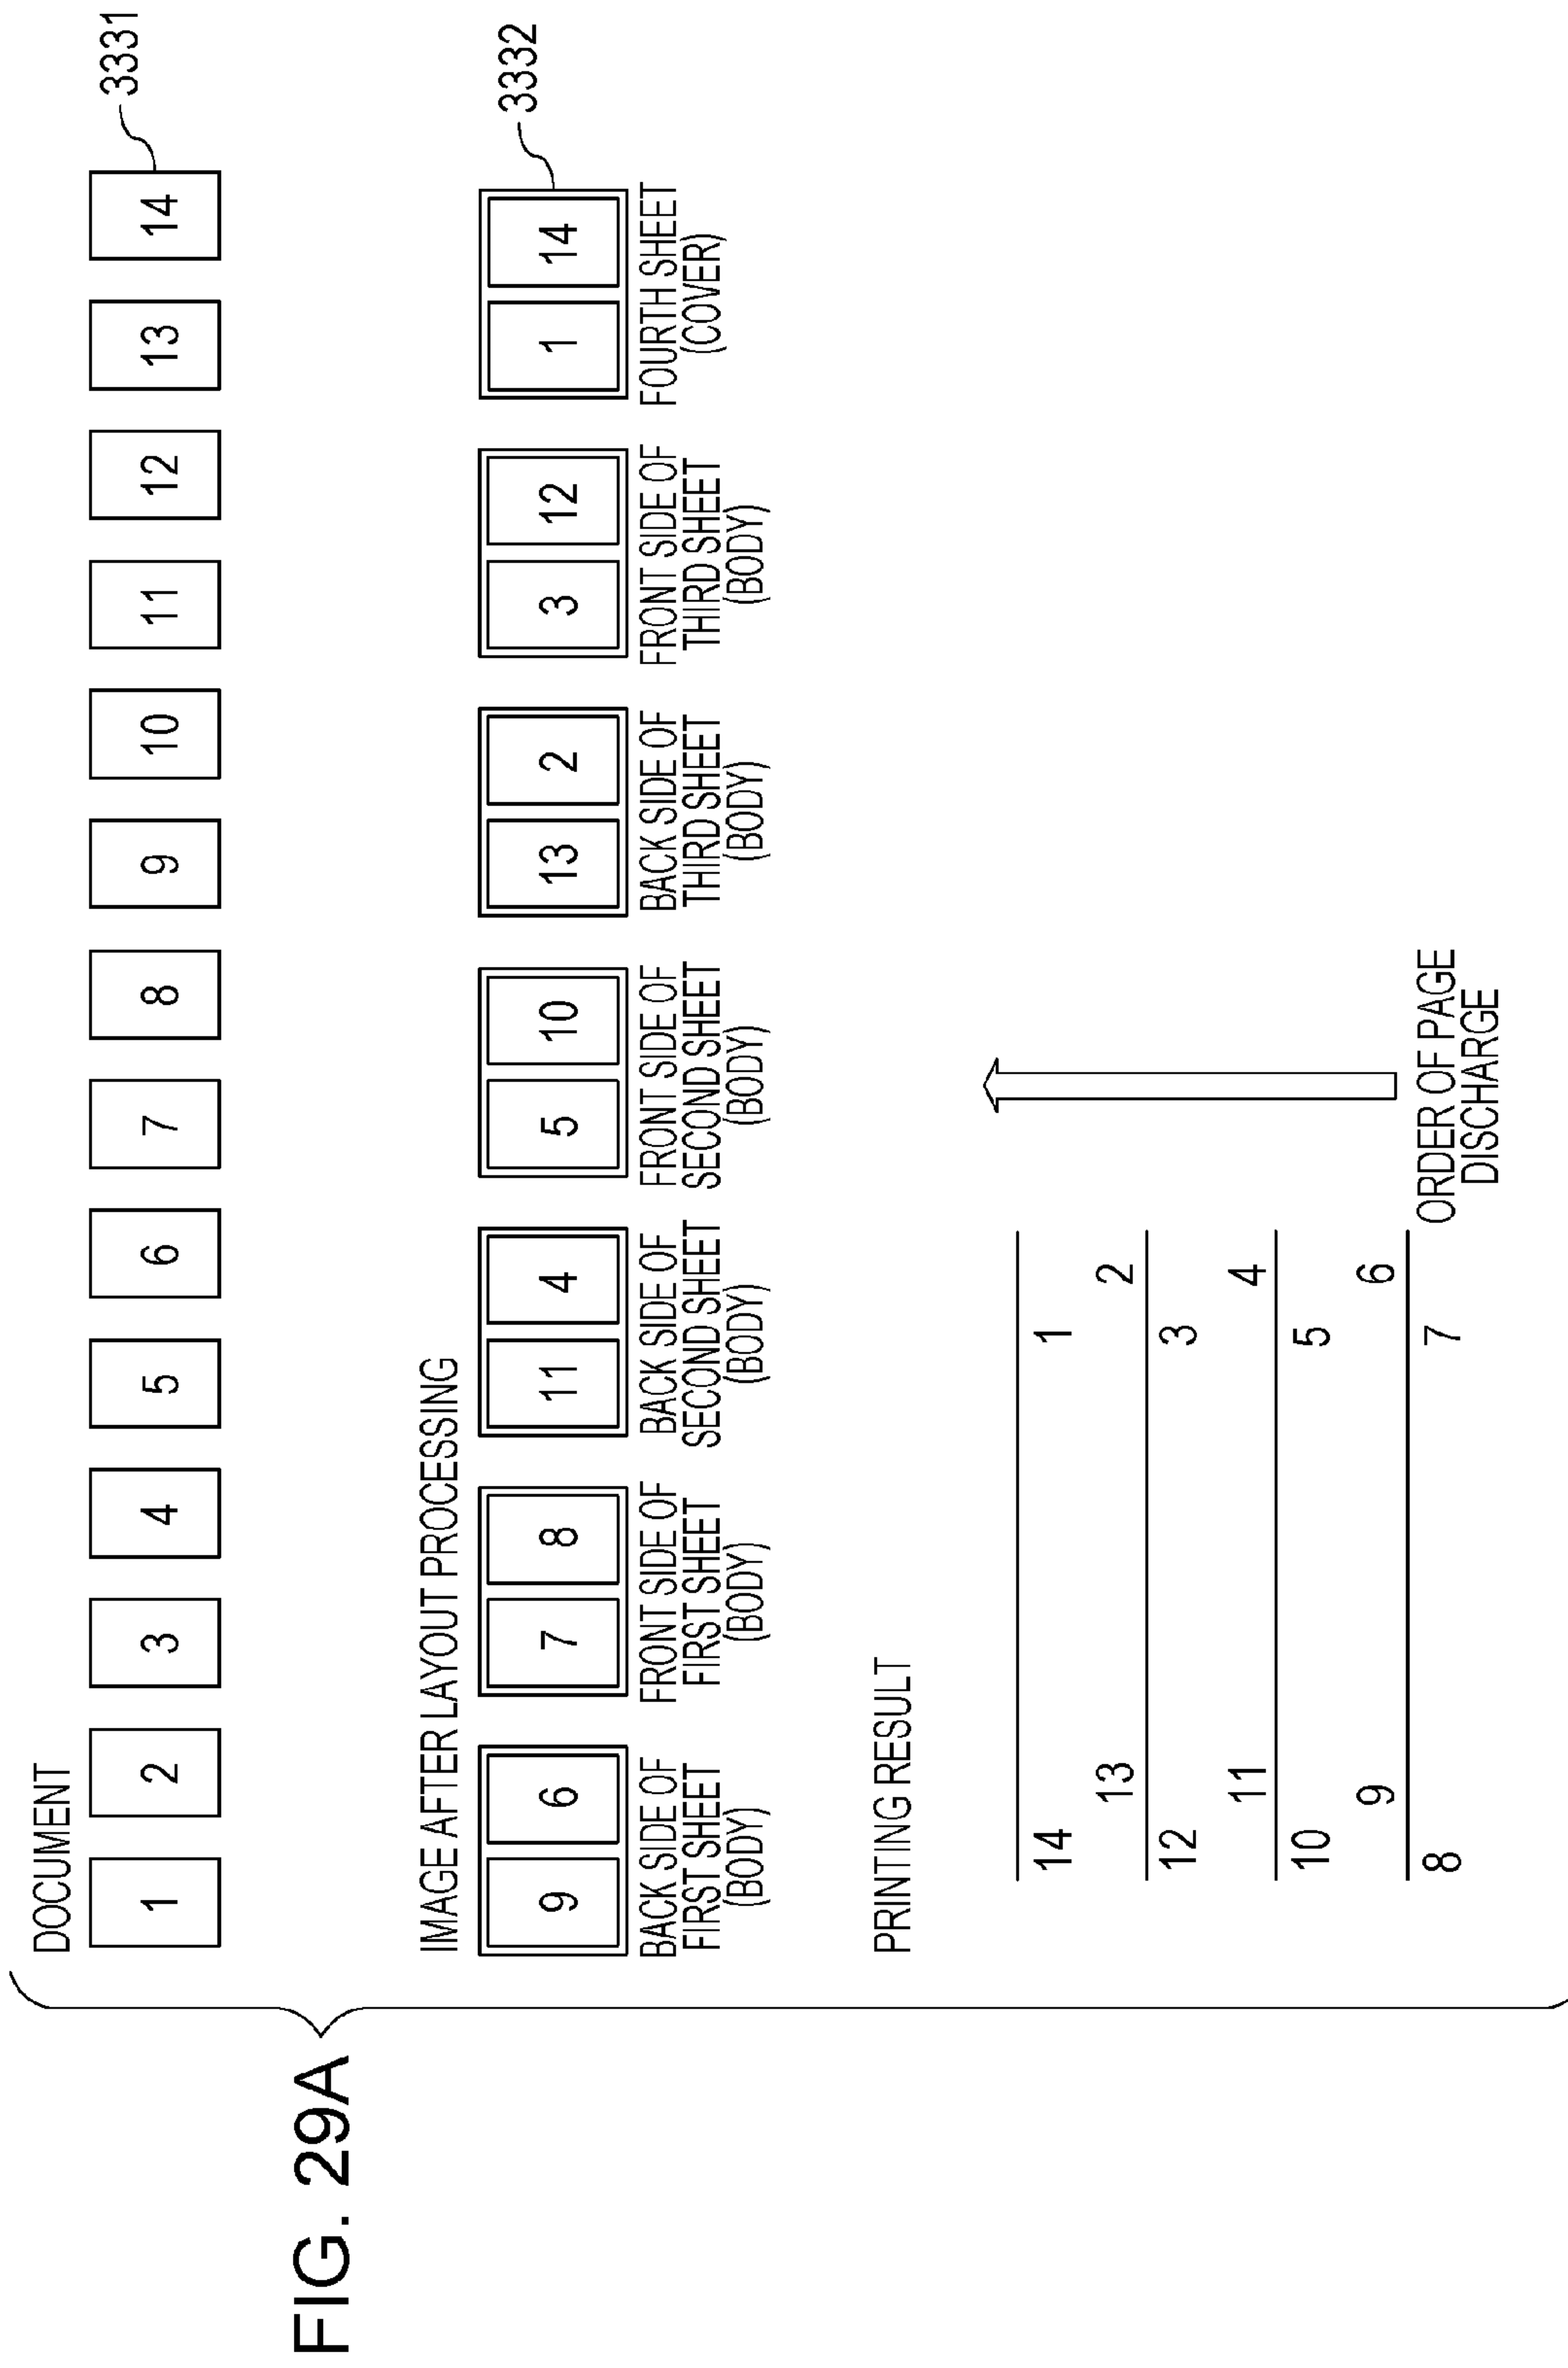 FIG. 29A
DOCUMENT
1 2 3 4 5 6 7 8 9 10 11 12 13 14
3331
IMAGE AFTER LAYOUT PROCESSING
3332
9 6 7 8 11 4 5 10 13 2 3 12 1 14
BACK SIDE OF
FIRST SHEET
(BODY)
FRONT SIDE OF
FIRST SHEET
(BODY)
BACK SIDE OF
SECOND SHEET
(BODY)
FRONT SIDE OF
SECOND SHEET
(BODY)
BACK SIDE OF
THIRD SHEET
(BODY)
FRONT SIDE OF
THIRD SHEET
(BODY)
FOURTH SHEET
(COVER)
PRINTING RESULT
14 1
13 2
12 3
11 4
10 5
9 6
8 7
ORDER OF PAGE
DISCHARGE